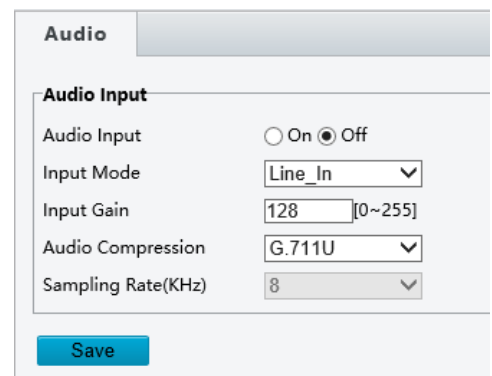 Audio
Audio Input
Audio Input On Off
Input Mode Line_In
Input Gain 128 [0~255]
Audio Compression G.711U
Sampling Rate(KHz) 8
Save